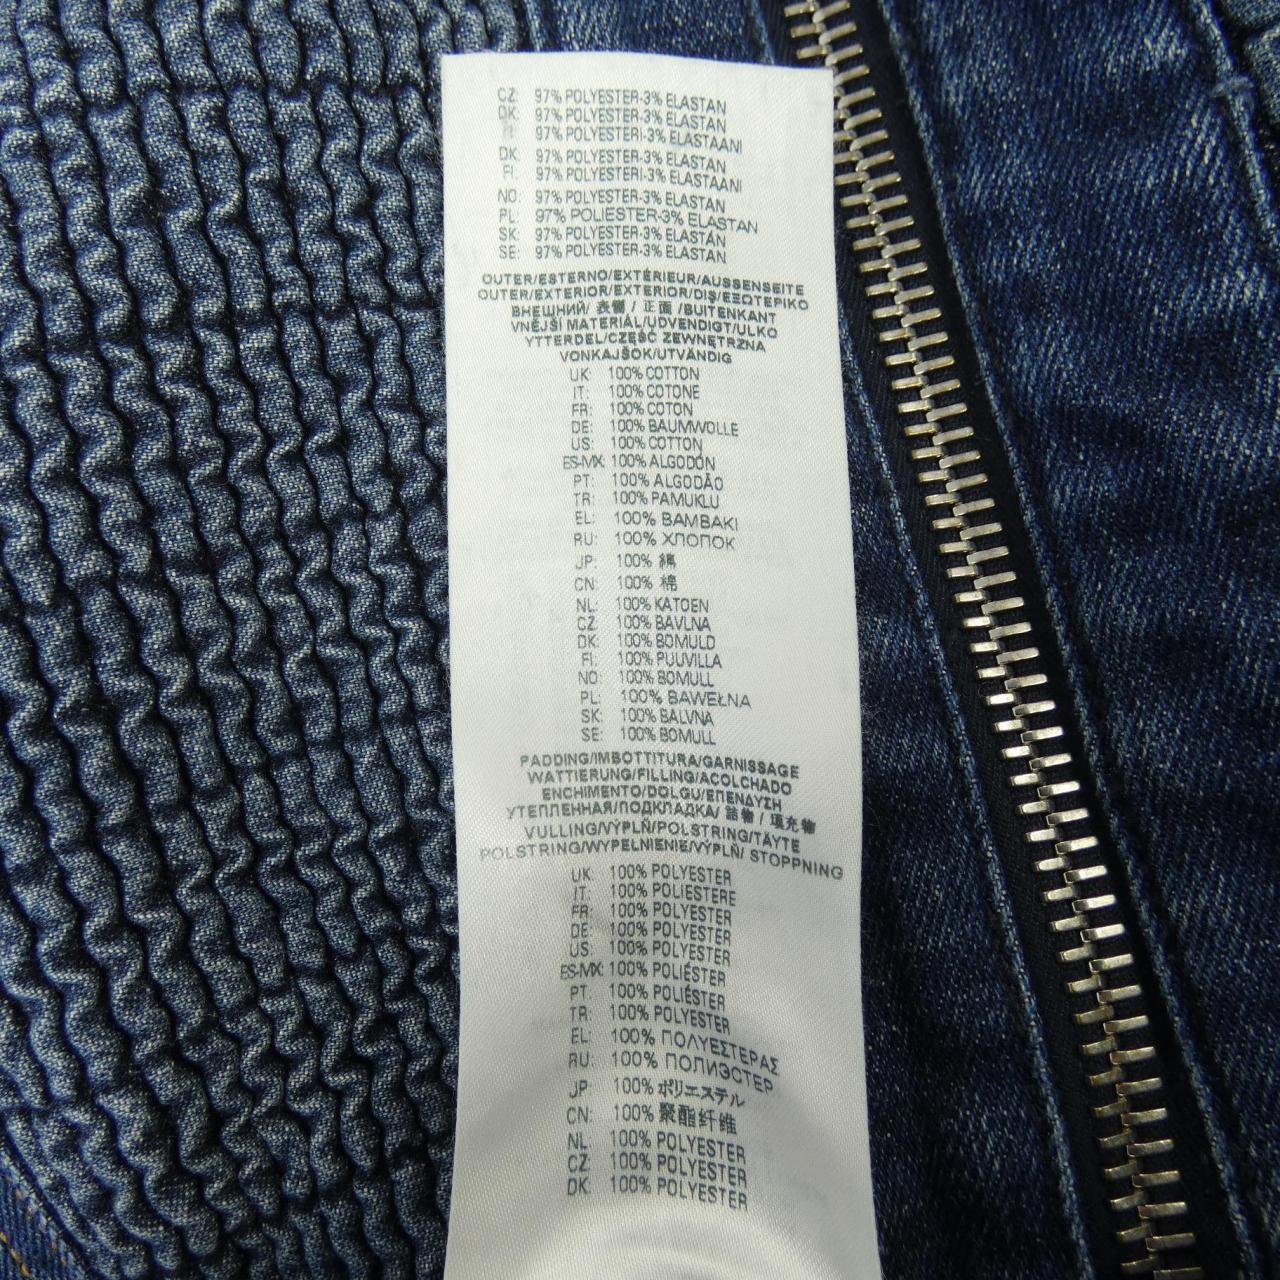 CZ: 97% POLYESTER-3% ELASTAN
DK: 97% POLYESTER-3% ELASTAN
FI: 97% POLYESTERI-3% ELASTAANI
DK: 97% POLYESTER-3% ELASTAN
FI: 97% POLYESTERI-3% ELASTAANI
NO: 97% POLYESTER-3% ELASTAN
PL: 97% POLIESTER-3% ELASTAN
SK: 97% POLYESTER-3% ELASTAN
SE: 97% POLYESTER-3% ELASTAN
OUTER/ESTERNO/EXTÉRIEUR/AUSSENSEITE
OUTER/EXTERIOR/EXTERIOR/DIŞ/ΕΞΩΤΕΡΙΚΟ
ВНЕШНИЙ/ 表 / 正面 /BUITENKANT
VNĚJŠÍ MATERIÁL/UDVENDIGT/ULKO
YTTERDEL/CZĘŚĆ ZEWNĘTRZNA
VONKAJŠOK/UTVÄNDIG
UK: 100% COTTON
IT: 100% COTONE
FR: 100% COTON
DE: 100% BAUMWOLLE
US: 100% COTTON
ES-MX: 100% ALGODÓN
PT: 100% ALGODÃO
TR: 100% PAMUKLU
EL: 100% ΒΑΜΒΑΚΙ
RU: 100% ХЛОПОК
JP: 100% 綿
CN: 100% 棉
NL: 100% KATOEN
CZ: 100% BAVLNA
DK: 100% BOMULD
FI: 100% PUUVILLA
NO: 100% BOMULL
PL: 100% BAWEŁNA
SK: 100% BALVNA
SE: 100% BOMULL
PADDING/IMBOTTITURA/GARNISSAGE
WATTIERUNG/FILLING/ACOLCHADO
ENCHIMENTO/DOLGU/ΕΠΕΝΔΥΣΗ
УТЕПЛЕННАЯ/ПОДКЛАДКА/ 詰物 / 填充物
VULLING/VÝPLŇ/POLSTRING/TÄYTE
POLSTRING/WYPEŁNIENIE/VÝPLŇ/ STOPPNING
UK: 100% POLYESTER
IT: 100% POLIESTERE
FR: 100% POLYESTER
DE: 100% POLYESTER
US: 100% POLYESTER
ES-MX: 100% POLIÉSTER
PT: 100% POLIÉSTER
TR: 100% POLYESTER
EL: 100% ΠΟΛΥΕΣΤΕΡΑΣ
RU: 100% ПОЛИЭСТЕР
JP: 100% ポリエステル
CN: 100% 聚酯纤维
NL: 100% POLYESTER
CZ: 100% POLYESTER
DK: 100% POLYESTER